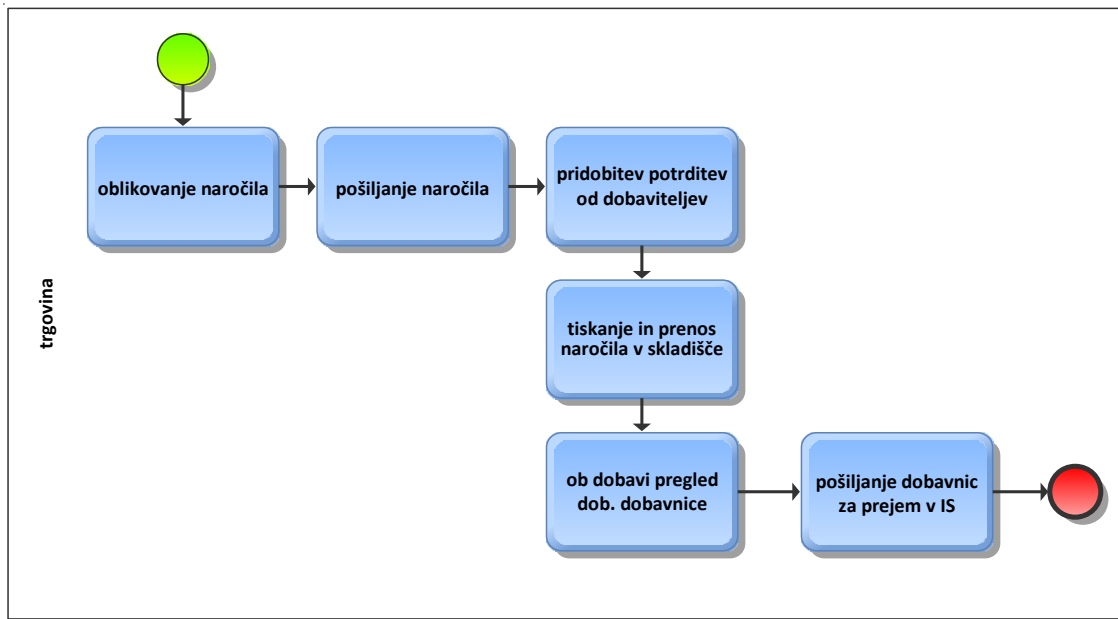 trgovina
oblikovanje naročila
pošiljanje naročila
pridobitev potrditev
od dobaviteljev
tiskanje in prenos
naročila v skladišče
ob dobavi pregled
dob. dobavnice
pošiljanje dobavnic
za prejem v IS